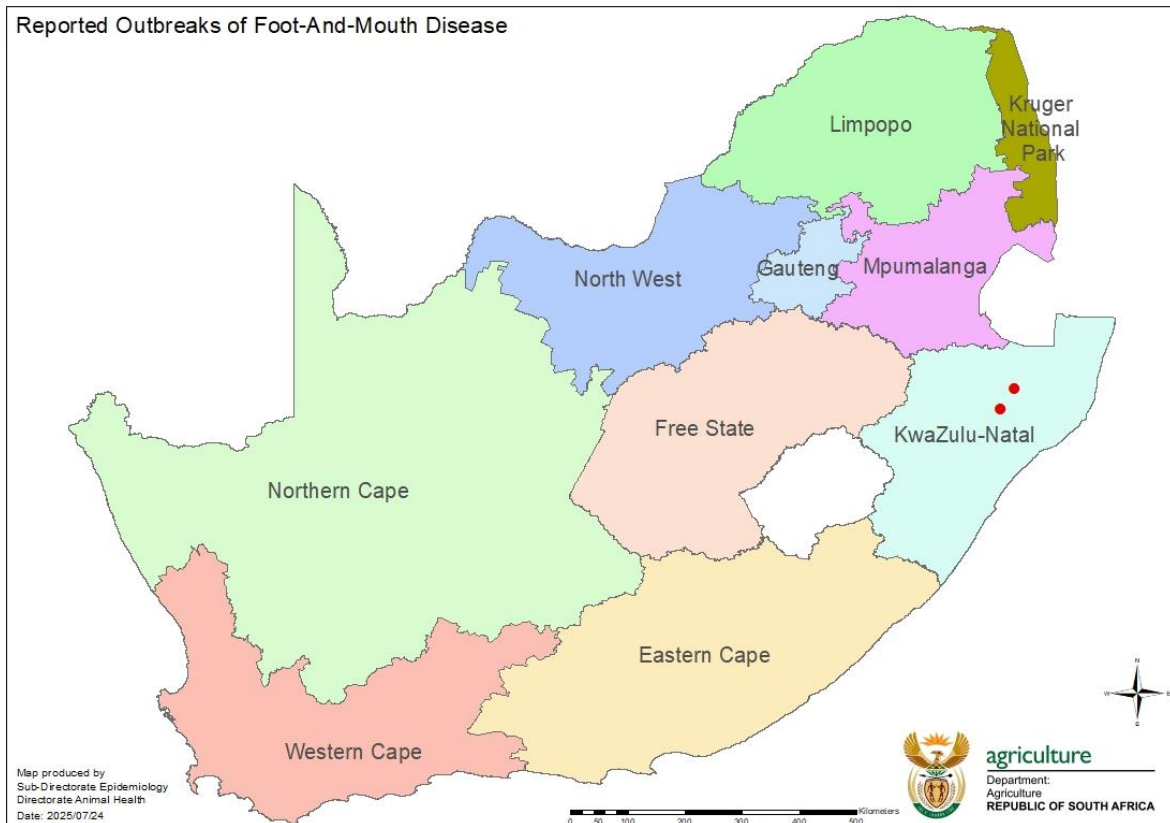 Reported Outbreaks of Foot-And-Mouth Disease
Limpopo
Kruger
National
Park
North West
Gauteng
Mpumalanga
Free State
KwaZulu-Natal
Northern Cape
Eastern Cape
Western Cape
N
W
E
S
Map produced by
Sub-Directorate Epidemiology
Directorate Animal Health
Date: 2025/07/24
Kilometers
0 50 100 200 300 400 500
agriculture
Department:
Agriculture
REPUBLIC OF SOUTH AFRICA